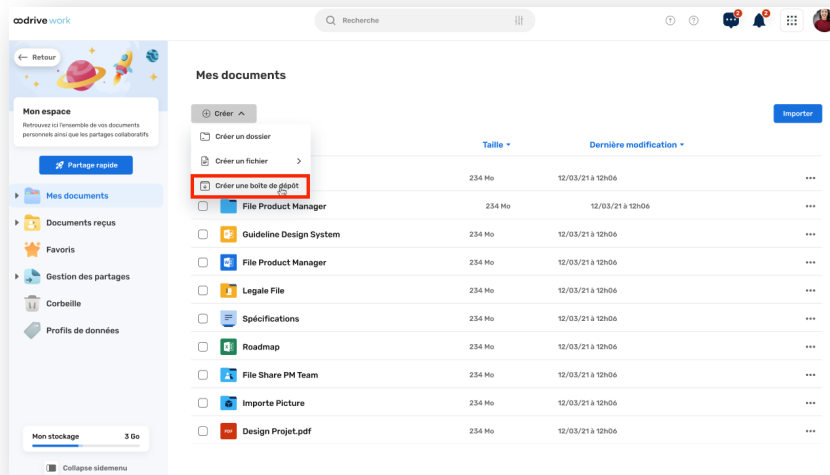 oodrive work
Recherche
2
2
Retour
Mon espace
Retrouvez ici l'ensemble de vos documents
personnels ainsi que les partages collaboratifs
Partage rapide
Mes documents
Documents reçus
Favoris
Gestion des partages
Corbeille
Profils de données
Mon stockage 3 Go
Collapse sidemenu
Mes documents
Créer
Importer
Créer un dossier
Créer un fichier
Créer une boite de dépôt
Taille Dernière modification
234 Mo 12/03/21 à 12h06
File Product Manager 234 Mo 12/03/21 à 12h06
Guideline Design System 234 Mo 12/03/21 à 12h06
File Product Manager 234 Mo 12/03/21 à 12h06
Legale File 234 Mo 12/03/21 à 12h06
Spécifications 234 Mo 12/03/21 à 12h06
Roadmap 234 Mo 12/03/21 à 12h06
File Share PM Team 234 Mo 12/03/21 à 12h06
Importe Picture 234 Mo 12/03/21 à 12h06
PDF Design Projet.pdf 234 Mo 12/03/21 à 12h06